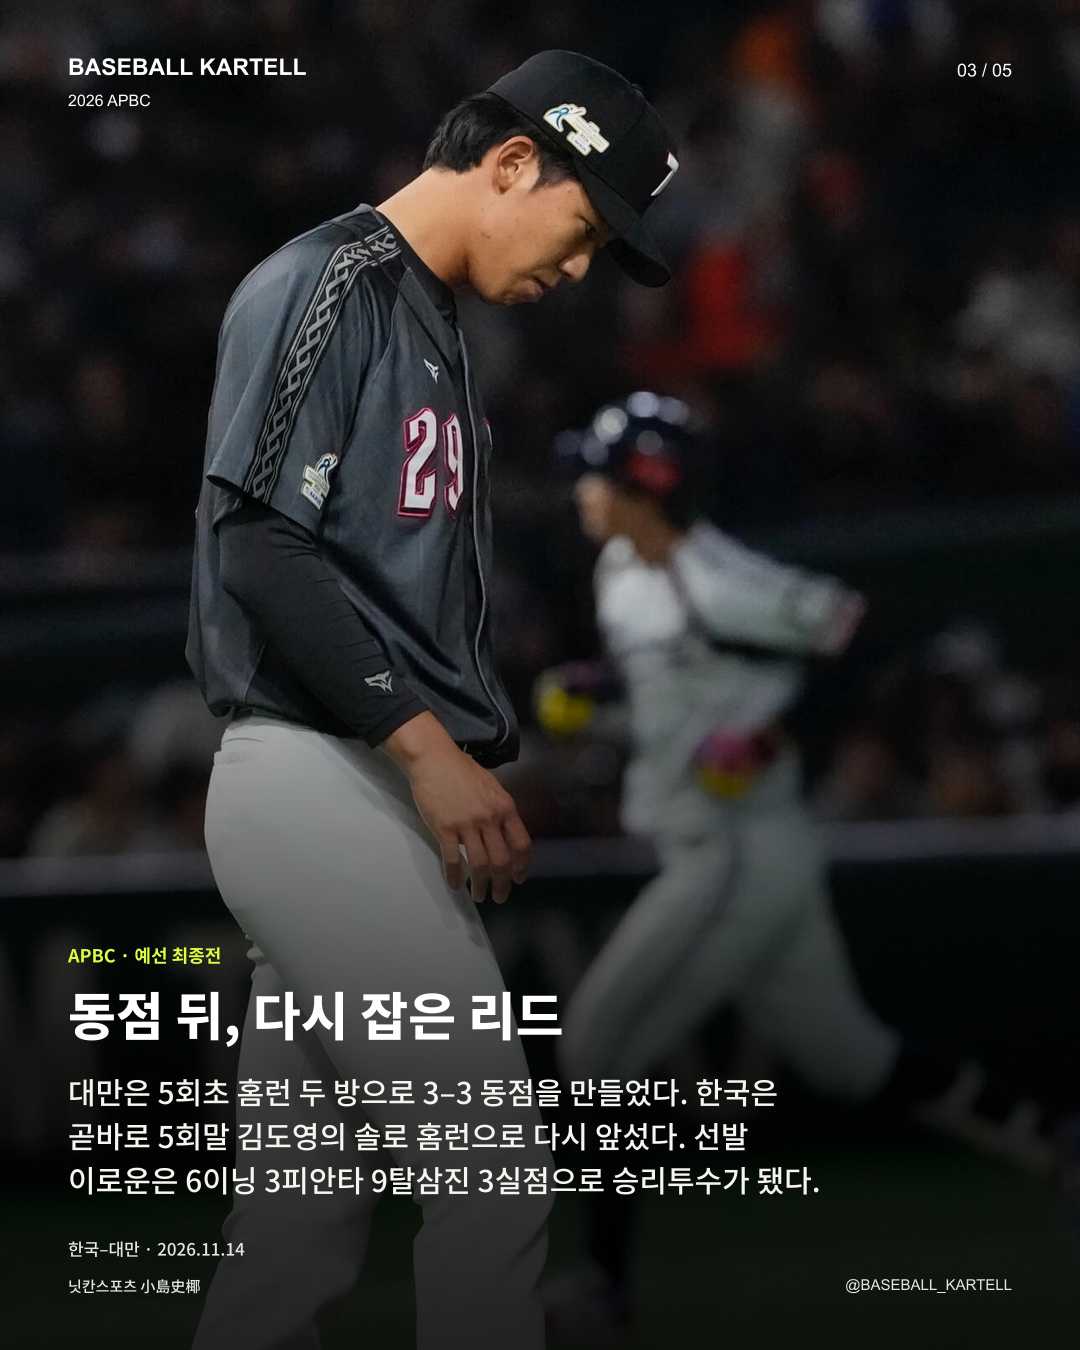 BASEBALL KARTELL
03 / 05
2026 APBC
29
APBC · 예선 최종전
동점 뒤, 다시 잡은 리드
대만은 5회초 홈런 두 방으로 3–3 동점을 만들었다. 한국은
곧바로 5회말 김도영의 솔로 홈런으로 다시 앞섰다. 선발
이로운은 6이닝 3피안타 9탈삼진 3실점으로 승리투수가 됐다.
한국–대만 · 2026.11.14
닛칸스포츠 小島史椰
@BASEBALL_KARTELL